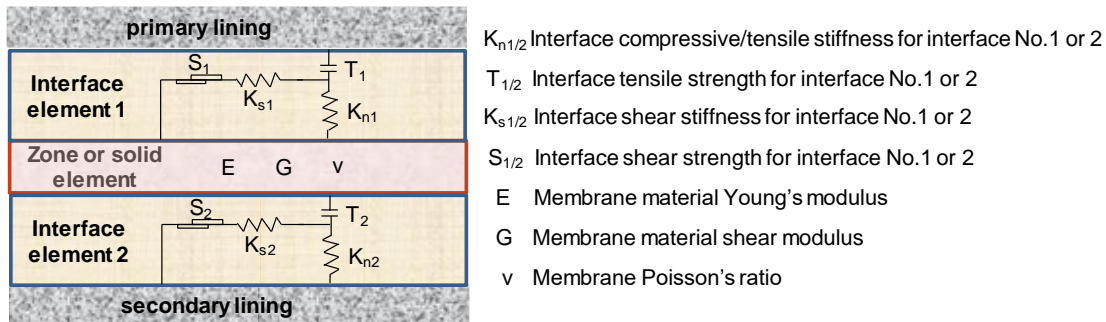 primary lining
Interface element 1
S1
Ks1
T1
Kn1
Zone or solid element
E G v
Interface element 2
S2
Ks2
T2
Kn2
secondary lining
Kn1/2 Interface compressive/tensile stiffness for interface No.1 or 2
T1/2 Interface tensile strength for interface No.1 or 2
Ks1/2 Interface shear stiffness for interface No.1 or 2
S1/2 Interface shear strength for interface No.1 or 2
E Membrane material Young's modulus
G Membrane material shear modulus
v Membrane Poisson's ratio